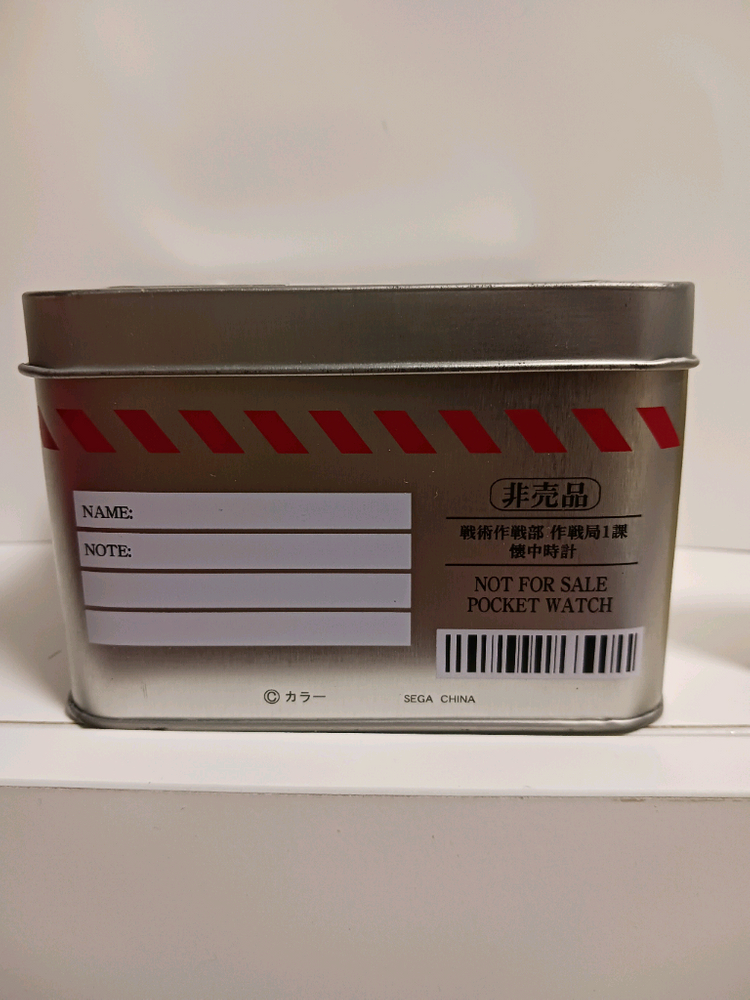 NAME:
NOTE:
非売品
戦術作戦部 作戦局1課
懐中時計
NOT FOR SALE
POCKET WATCH
© カラー
SEGA CHINA